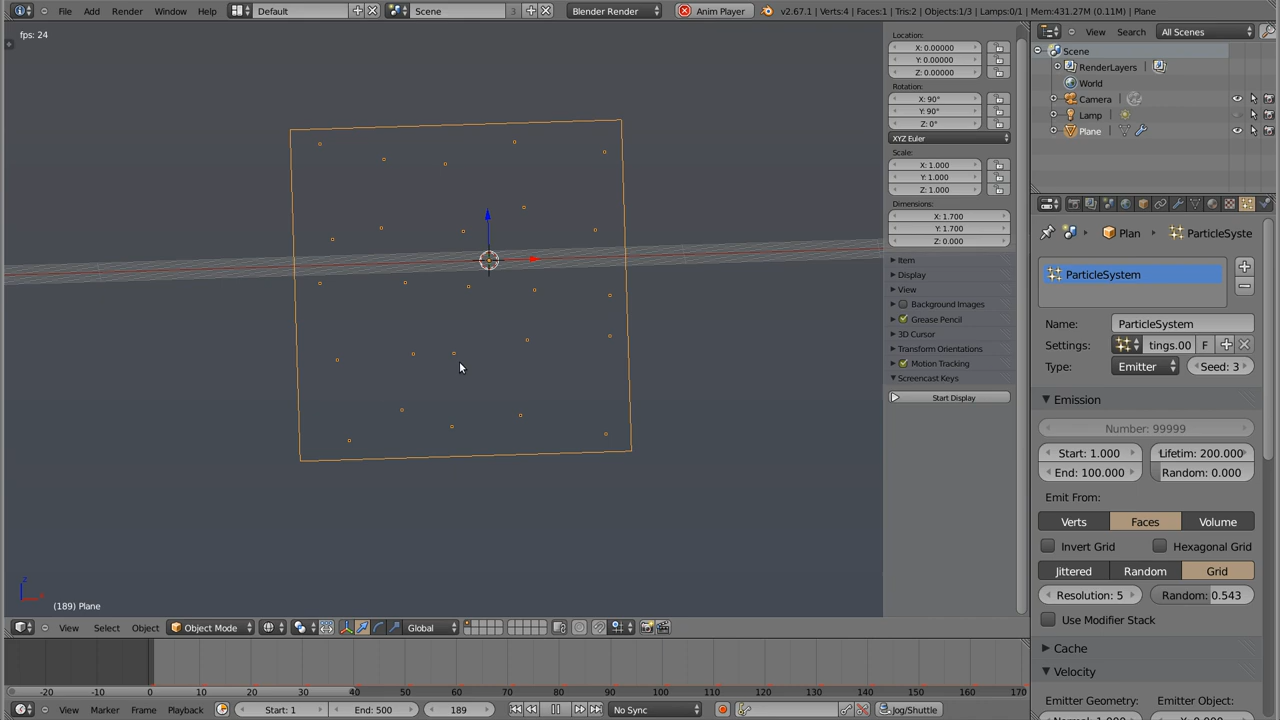 File Add Render Window Help Default Scene 3 Blender Render Anim Player v2.67.1 | Verts:4 | Faces:1 | Tris:2 | Objects:1/3 | Lamps:0/1 | Mem:431.27M (0.11M) | Plane
fps: 24
Location:
X: 0.00000
Y: 0.00000
Z: 0.00000
Rotation:
X: 90°
Y: 90°
Z: 0°
XYZ Euler
Scale:
X: 1.000
Y: 1.000
Z: 1.000
Dimensions:
X: 1.700
Y: 1.700
Z: 0.000
Item
Display
View
Background Images
Grease Pencil
3D Cursor
Transform Orientations
Motion Tracking
Screencast Keys
Start Display
View Search All Scenes
Scene
RenderLayers
World
Camera
Lamp
Plane
Plan ParticleSyste
ParticleSystem
Name: ParticleSystem
Settings: tings.00 F
Type: Emitter Seed: 3
Emission
Number: 99999
Start: 1.000 Lifetim: 200.000
End: 100.000 Random: 0.000
Emit From:
Verts Faces Volume
Invert Grid Hexagonal Grid
Jittered Random Grid
Resolution: 5 Random: 0.543
Use Modifier Stack
Cache
Velocity
Emitter Geometry: Emitter Object:
z
(189) Plane
View Select Object Object Mode Global
-20 -10 0 10 20 30 40 50 60 70 80 90 100 110 120 130 140 150 160 170
View Marker Frame Playback Start: 1 End: 500 189 No Sync Jog/Shuttle